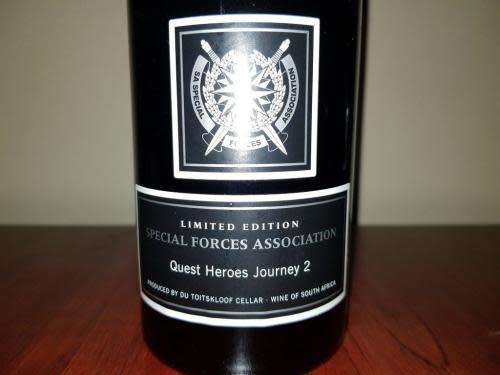 SA SPECIAL
FORCES
ASSOCIATION
LIMITED EDITION
SPECIAL FORCES ASSOCIATION
Quest Heroes Journey 2
PRODUCED BY DU TOITSKLOOF CELLAR · WINE OF SOUTH AFRICA